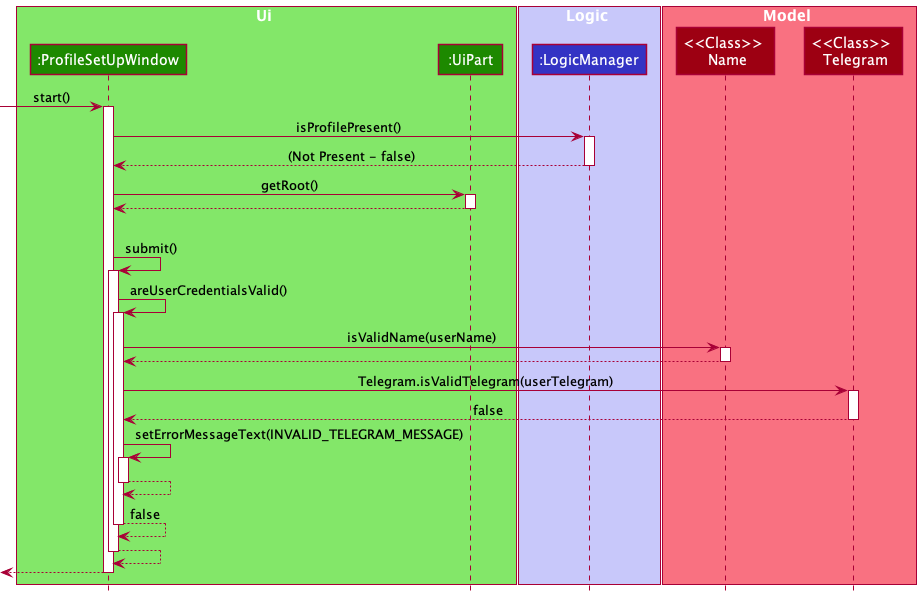 Ui
Logic
Model
:ProfileSetUpWindow
:UiPart
:LogicManager
<<Class>>
Name
<<Class>>
Telegram
start()
isProfilePresent()
(Not Present - false)
getRoot()
submit()
areUserCredentialsValid()
isValidName(userName)
Telegram.isValidTelegram(userTelegram)
false
setErrorMessageText(INVALID_TELEGRAM_MESSAGE)
false